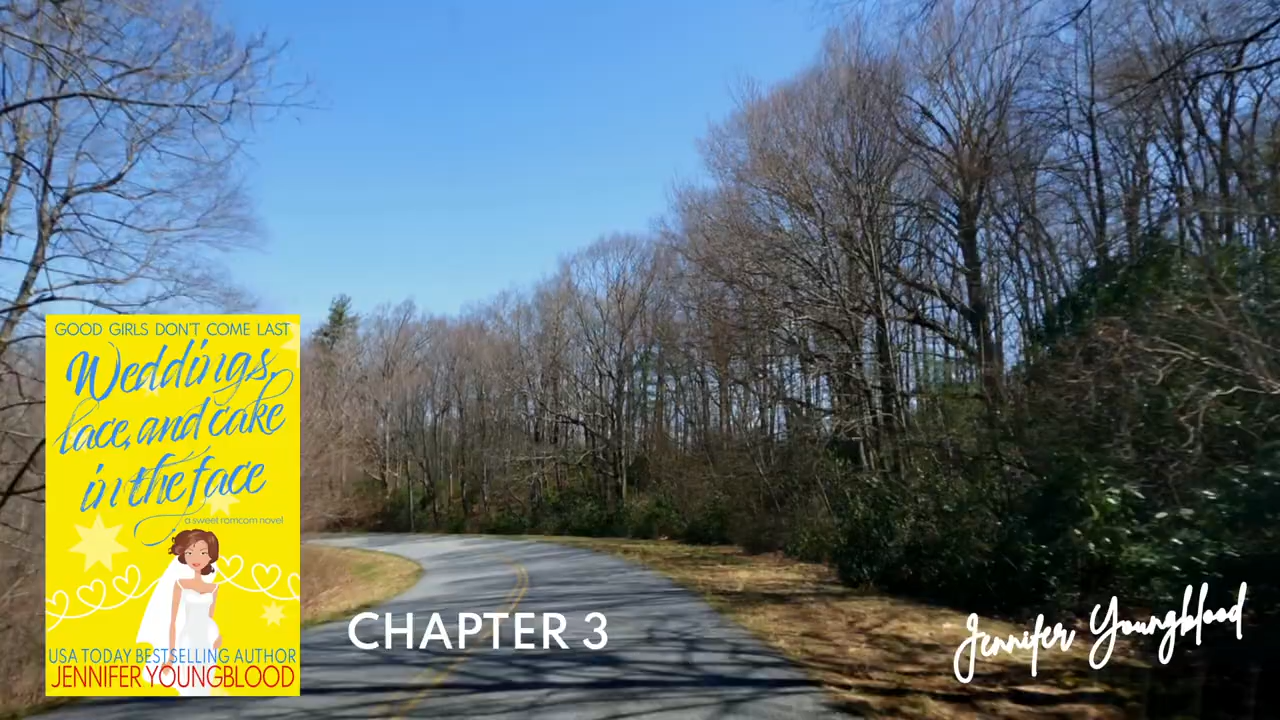 GOOD GIRLS DON'T COME LAST
Weddings,
lace, and cake
in the face
a sweet romcom novel
USA TODAY BESTSELLING AUTHOR
JENNIFER YOUNGBLOOD
CHAPTER 3
Jennifer Youngblood